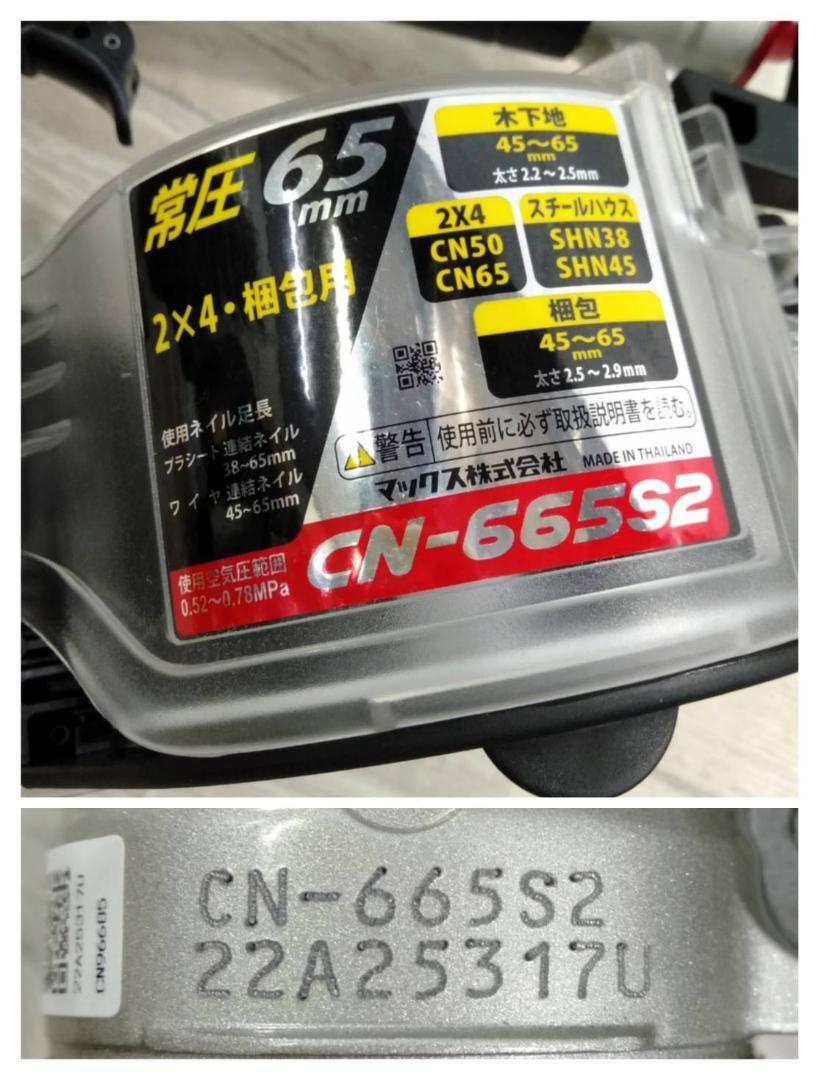 常圧 65mm
2×4・梱包用
木下地
45～65
mm
太さ2.2～2.5mm
2X4
CN50
CN65
スチールハウス
SHN38
SHN45
梱包
45～65
mm
太さ2.5～2.9mm
使用ネイル足長
プラシート連結ネイル
38~65mm
ワイヤ連結ネイル
45~65mm
警告 使用前に必ず取扱説明書を読む。
マックス株式会社 MADE IN THAILAND
使用空気圧範囲
0.52～0.78MPa
CN-665S2
22A25317U
CN96685
CN-665S2
22A25317U